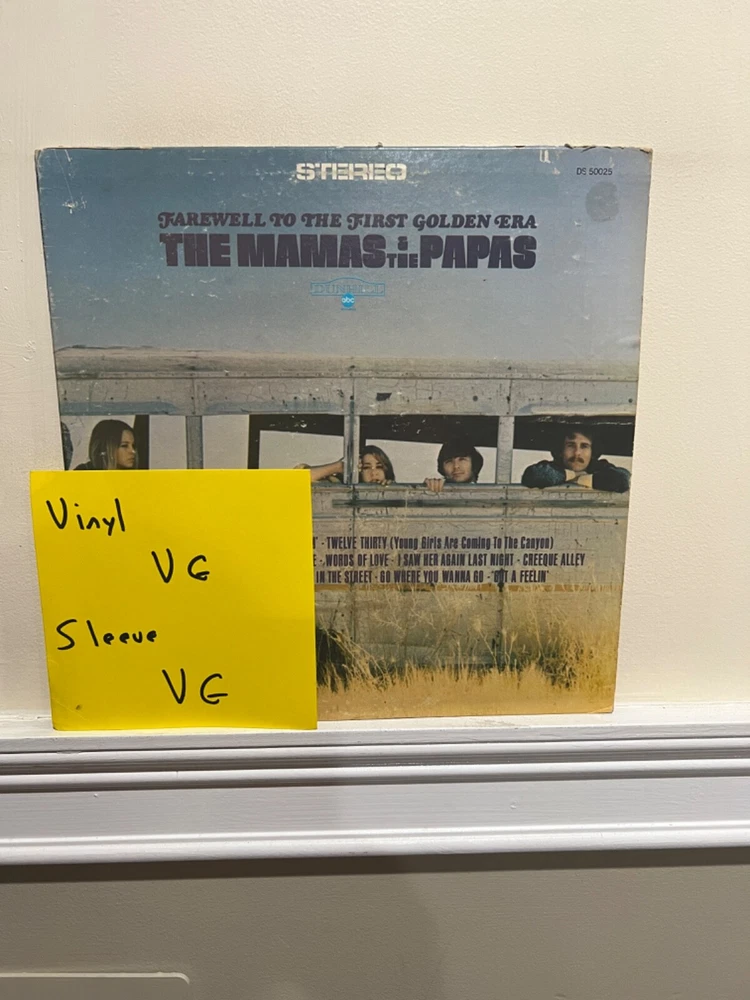 STEREO
DS 50025
FAREWELL TO THE FIRST GOLDEN ERA
THE MAMAS & THE PAPAS
DUNHILL
abc
' · TWELVE THIRTY (Young Girls Are Coming To The Canyon)
E · WORDS OF LOVE · I SAW HER AGAIN LAST NIGHT · CREEQUE ALLEY
IN THE STREET · GO WHERE YOU WANNA GO · GOT A FEELIN'
Vinyl
VG
Sleeve
VG